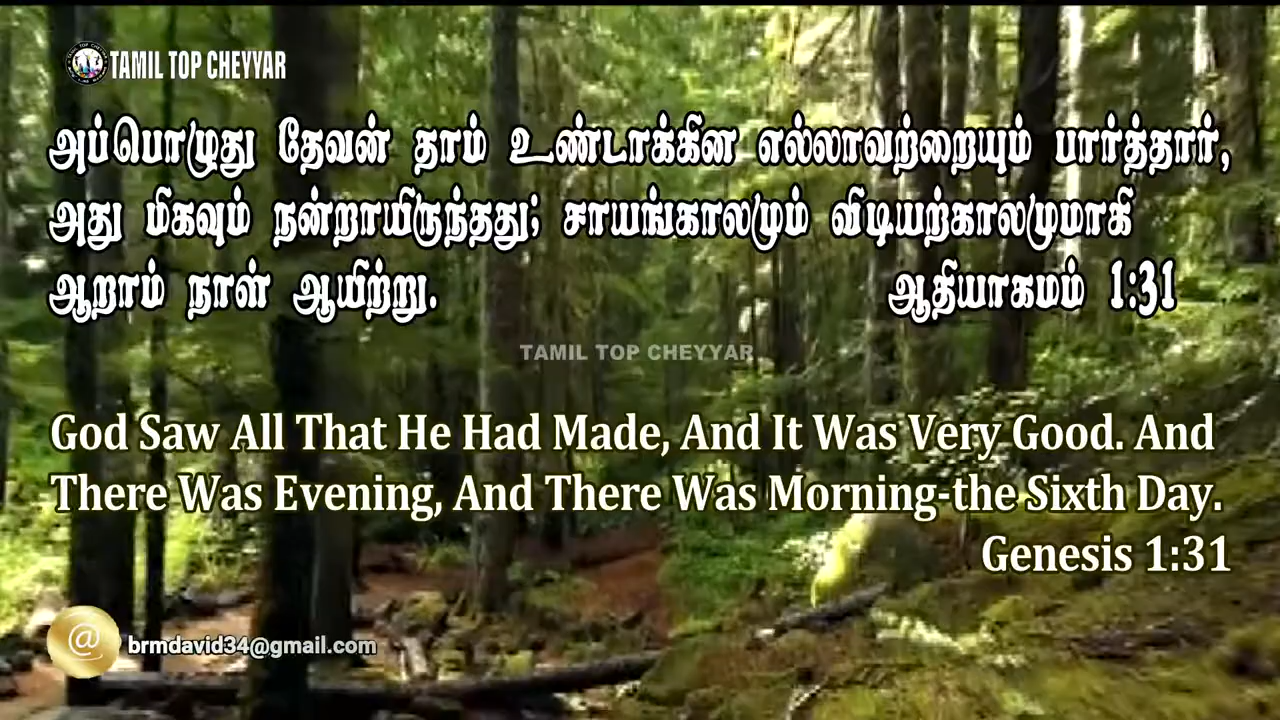 TAMIL TOP CHEYYAR
அப்பொழுது தேவன் தாம் உண்டாக்கின எல்லாவற்றையும் பார்த்தார்,
அது மிகவும் நன்றாயிருந்தது; சாயங்காலமும் விடியற்காலமுமாகி
ஆறாம் நாள் ஆயிற்று. ஆதியாகமம் 1:31
TAMIL TOP CHEYYAR
God Saw All That He Had Made, And It Was Very Good. And
There Was Evening, And There Was Morning-the Sixth Day.
Genesis 1:31
@ brmdavid34@gmail.com